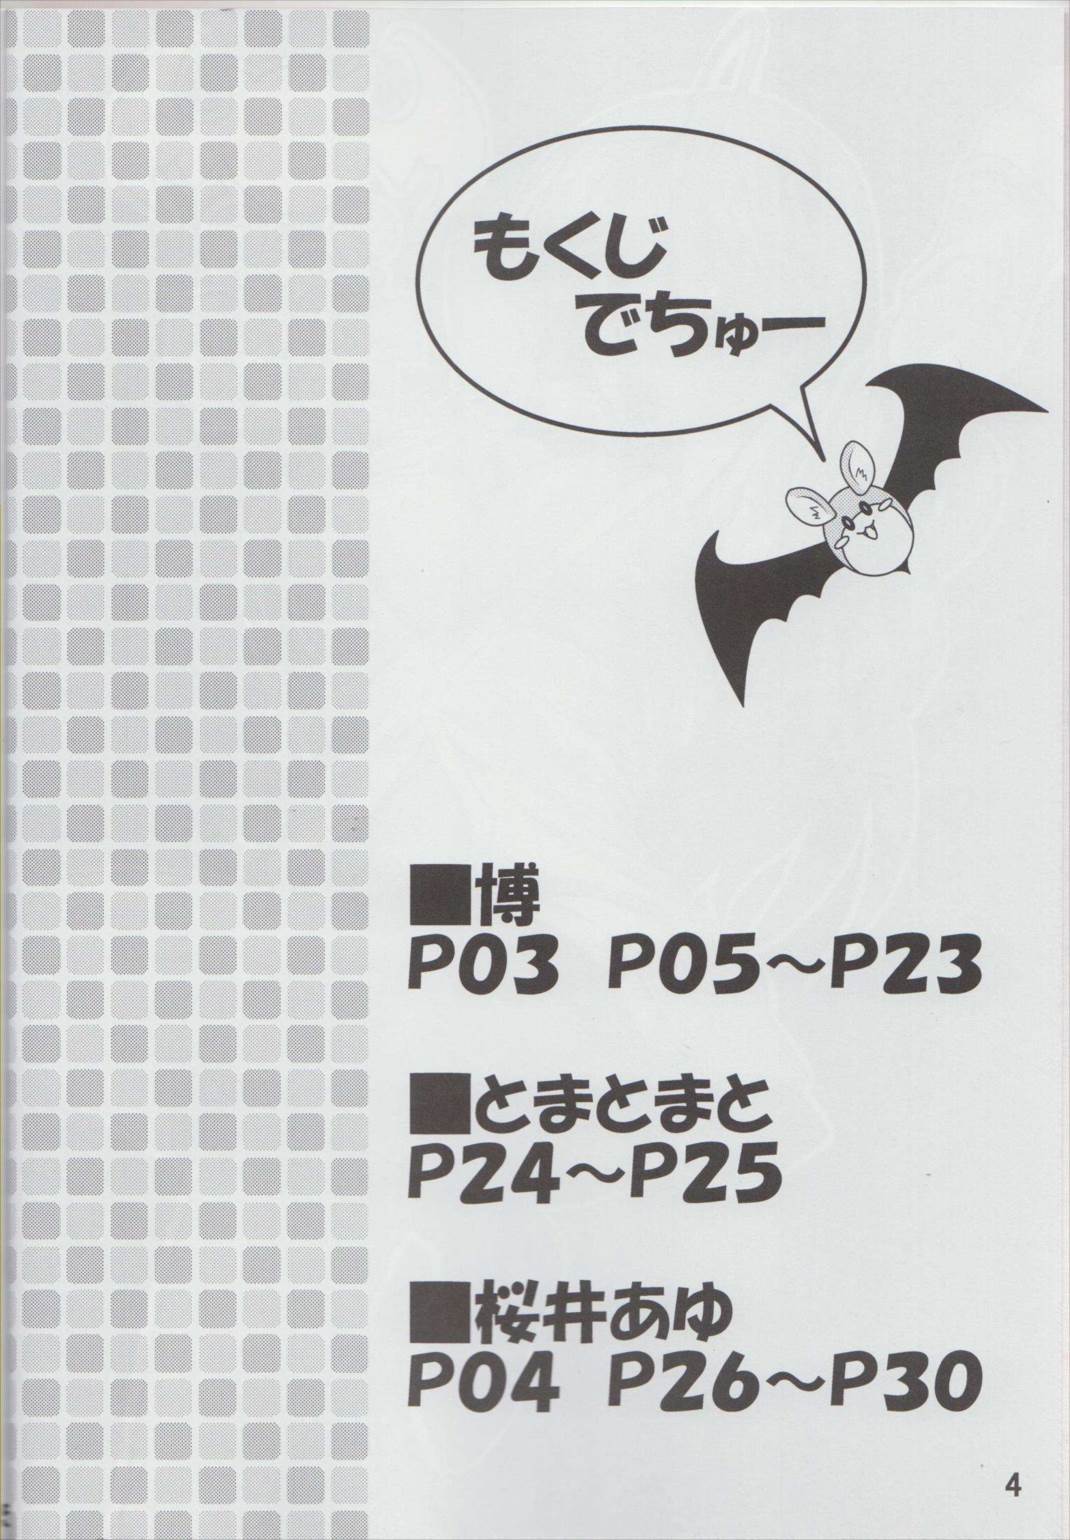 もくじ
でちゅー
■博
P03 P05～P23
■とまとまと
P24～P25
■桜井あゆ
P04 P26～P30
4